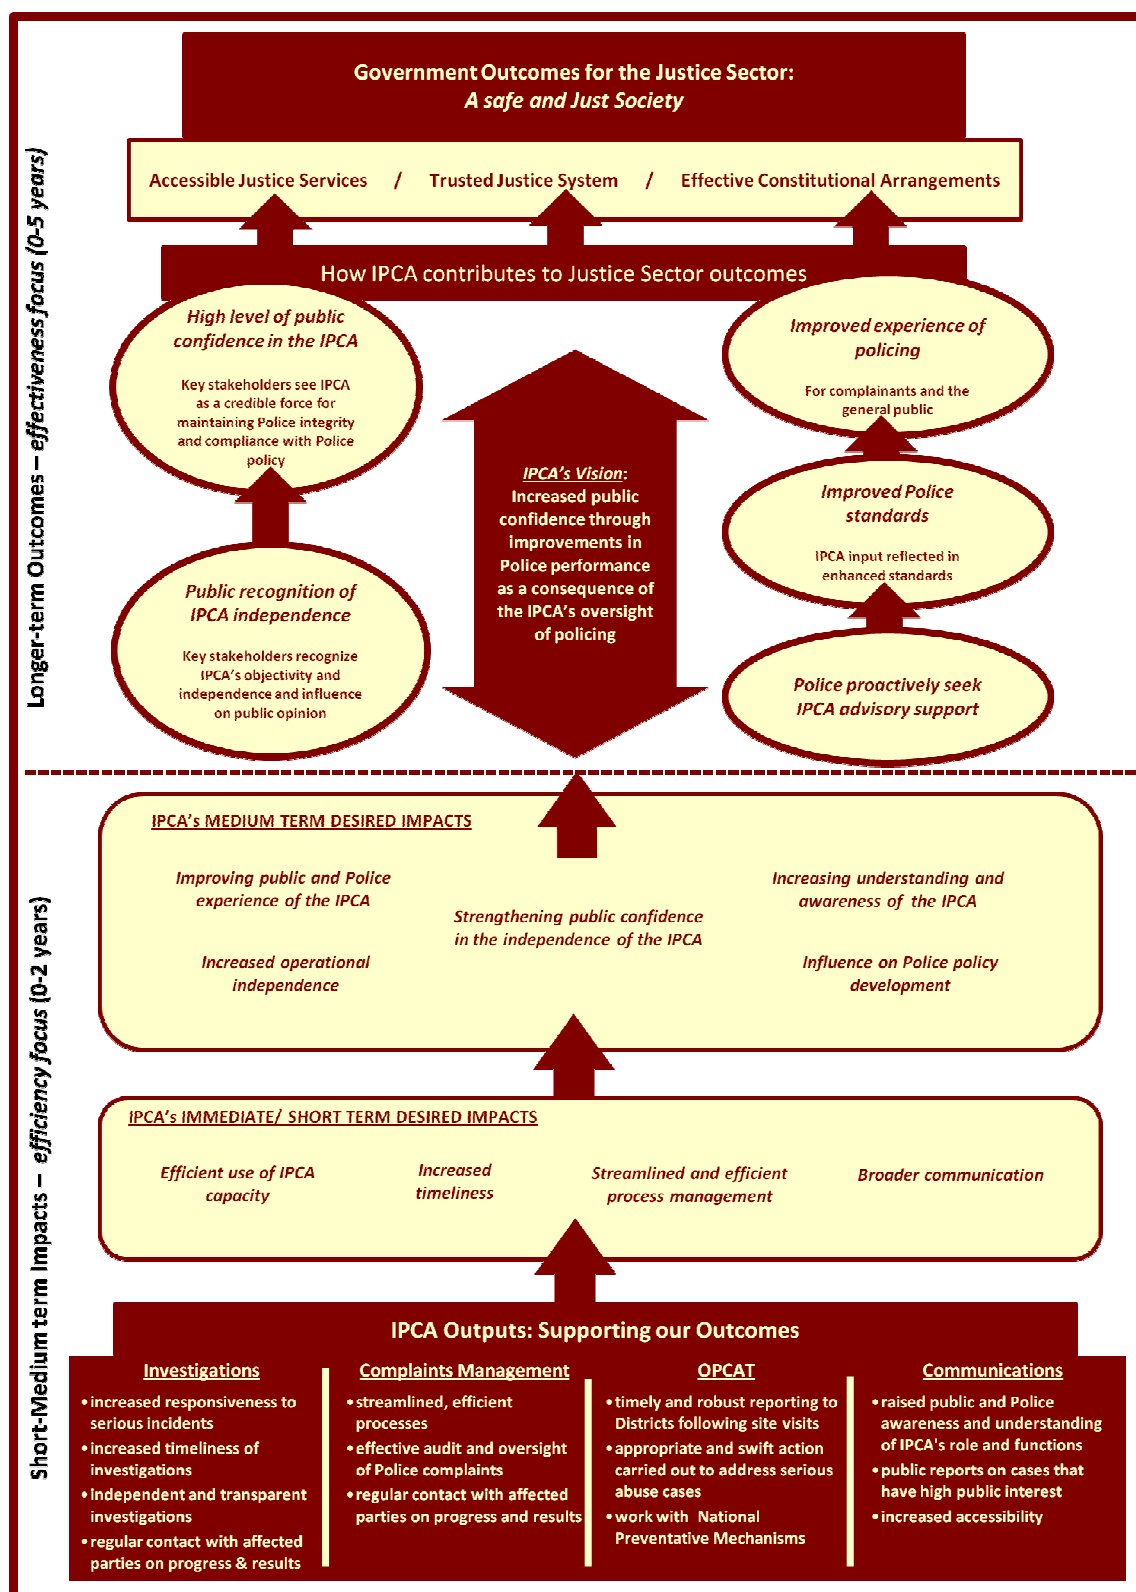 Government Outcomes for the Justice Sector:
A safe and Just Society
Accessible Justice Services / Trusted Justice System / Effective Constitutional Arrangements
How IPCA contributes to Justice Sector outcomes
Longer-term Outcomes – effectiveness focus (0-5 years)
High level of public
confidence in the IPCA
Key stakeholders see IPCA
as a credible force for
maintaining Police integrity
and compliance with Police
policy
Public recognition of
IPCA independence
Key stakeholders recognize
IPCA's objectivity and
independence and influence
on public opinion
IPCA's Vision:
Increased public
confidence through
improvements in
Police performance
as a consequence of
the IPCA's oversight
of policing
Improved experience of
policing
For complainants and the
general public
Improved Police
standards
IPCA input reflected in
enhanced standards
Police proactively seek
IPCA advisory support
Short-Medium term Impacts – efficiency focus (0-2 years)
IPCA's MEDIUM TERM DESIRED IMPACTS
Improving public and Police
experience of the IPCA
Increased operational
independence
Strengthening public confidence
in the independence of the IPCA
Increasing understanding and
awareness of the IPCA
Influence on Police policy
development
IPCA's IMMEDIATE/ SHORT TERM DESIRED IMPACTS
Efficient use of IPCA
capacity
Increased
timeliness
Streamlined and efficient
process management
Broader communication
IPCA Outputs: Supporting our Outcomes
Investigations
• increased responsiveness to
serious incidents
• increased timeliness of
investigations
• independent and transparent
investigations
• regular contact with affected
parties on progress & results
Complaints Management
• streamlined, efficient
processes
• effective audit and oversight
of Police complaints
• regular contact with affected
parties on progress and results
OPCAT
• timely and robust reporting to
Districts following site visits
• appropriate and swift action
carried out to address serious
abuse cases
• work with National
Preventative Mechanisms
Communications
• raised public and Police
awareness and understanding
of IPCA's role and functions
• public reports on cases that
have high public interest
• increased accessibility